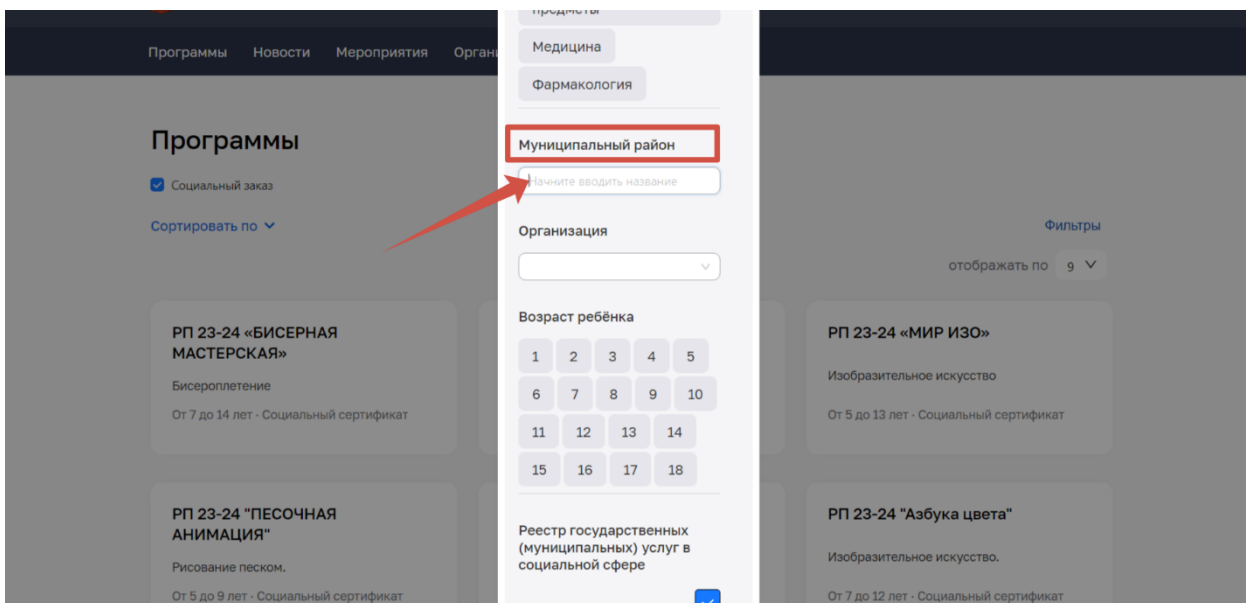 предметы
Программы Новости Мероприятия
Медицина
Фармакология
Программы
Муниципальный район
Социальный заказ
Начните вводить название
Сортировать по
Организация
Фильтры
отображать по 9
Возраст ребёнка
1 2 3 4 5
6 7 8 9 10
11 12 13 14
15 16 17 18
РП 23-24 «БИСЕРНАЯ
МАСТЕРСКАЯ»
Бисероплетение
От 7 до 14 лет · Социальный сертификат
РП 23-24 «МИР ИЗО»
Изобразительное искусство
От 5 до 13 лет · Социальный сертификат
Реестр государственных
(муниципальных) услуг в
социальной сфере
РП 23-24 "ПЕСОЧНАЯ
АНИМАЦИЯ"
Рисование песком.
От 5 до 9 лет · Социальный сертификат
РП 23-24 "Азбука цвета"
Изобразительное искусство.
От 7 до 12 лет · Социальный сертификат